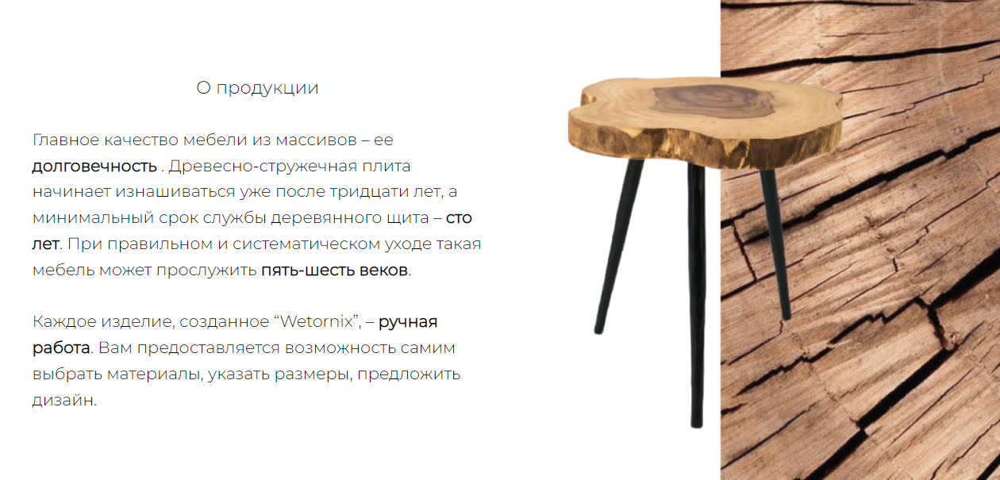 О продукции
Главное качество мебели из массивов – ее
долговечность . Древесно-стружечная плита
начинает изнашиваться уже после тридцати лет, а
минимальный срок службы деревянного щита – сто
лет. При правильном и систематическом уходе такая
мебель может прослужить пять-шесть веков.
Каждое изделие, созданное “Wetornix”, – ручная
работа. Вам предоставляется возможность самим
выбрать материалы, указать размеры, предложить
дизайн.